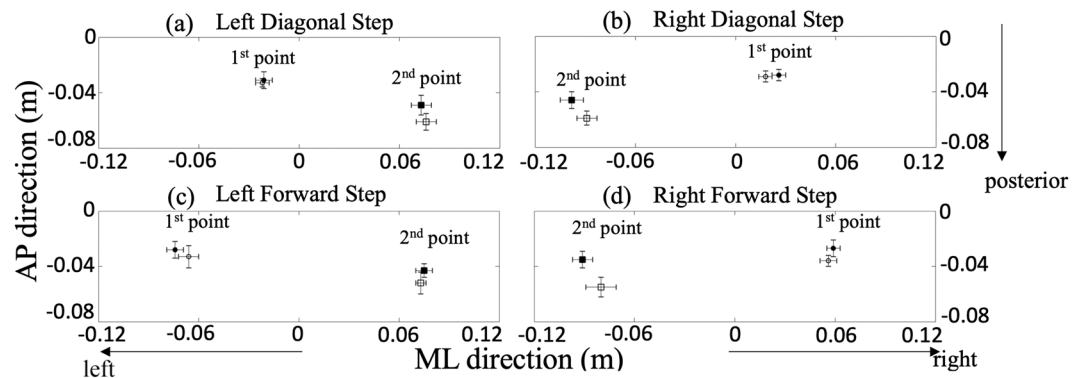 (a) Left Diagonal Step
(b) Right Diagonal Step
0
-0.04
-0.08
1st point
2nd point
-0.12 -0.06 0 0.06 0.12
1st point
2nd point
0
-0.04
-0.08
-0.12 -0.06 0 0.06 0.12
posterior
AP direction (m)
(c) Left Forward Step
(d) Right Forward Step
0
-0.04
-0.08
1st point
2nd point
-0.12 -0.06 0 0.06 0.12
1st point
2nd point
0
-0.04
-0.08
-0.12 -0.06 0 0.06 0.12
left
ML direction (m)
right